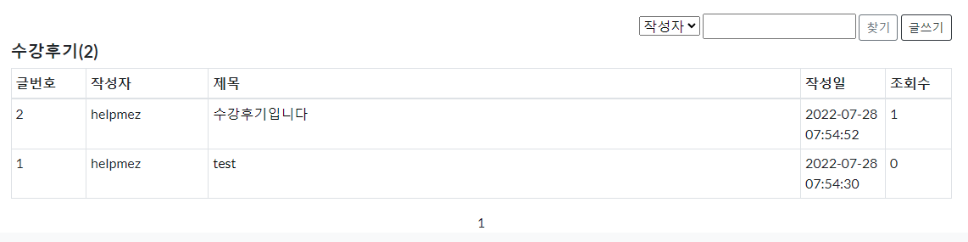 작성자 찾기 글쓰기
수강후기(2)
글번호 작성자 제목 작성일 조회수
2 helpmez 수강후기입니다 2022-07-28 1
07:54:52
1 helpmez test 2022-07-28 0
07:54:30
1